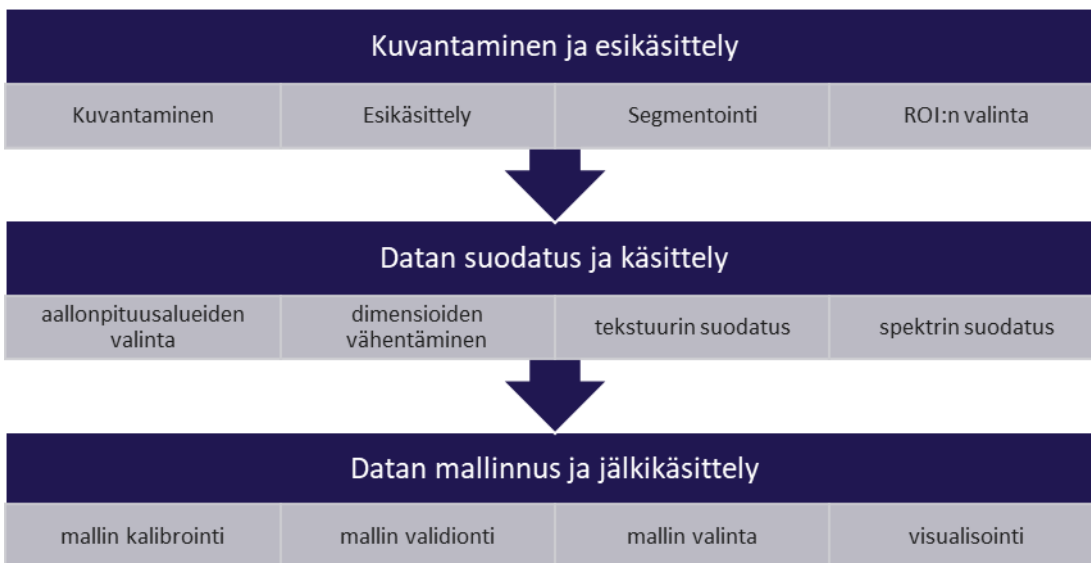 Kuvantaminen ja esikäsittely
Kuvantaminen
Esikäsittely
Segmentointi
ROI:n valinta
Datan suodatus ja käsittely
aallonpituusalueiden
valinta
dimensioiden
vähentäminen
tekstuurin suodatus
spektrin suodatus
Datan mallinnus ja jälkikäsittely
mallin kalibrointi
mallin validionti
mallin valinta
visualisointi